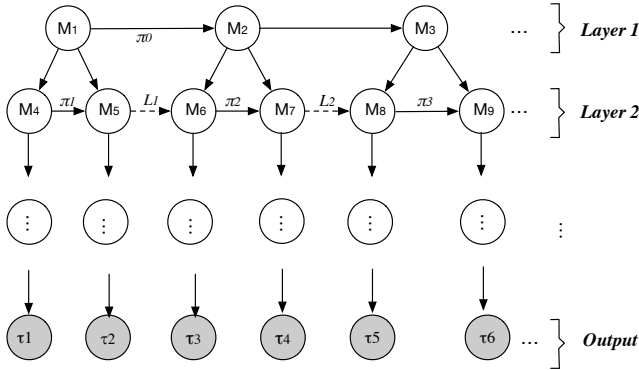 M1 π0 M2 M3 ... Layer 1
M4 π1 M5 L1 M6 π2 M7 L2 M8 π3 M9 ... Layer 2
⋮ ⋮ ⋮ ⋮ ⋮ ⋮ ⋮
τ1 τ2 τ3 τ4 τ5 τ6 ... Output